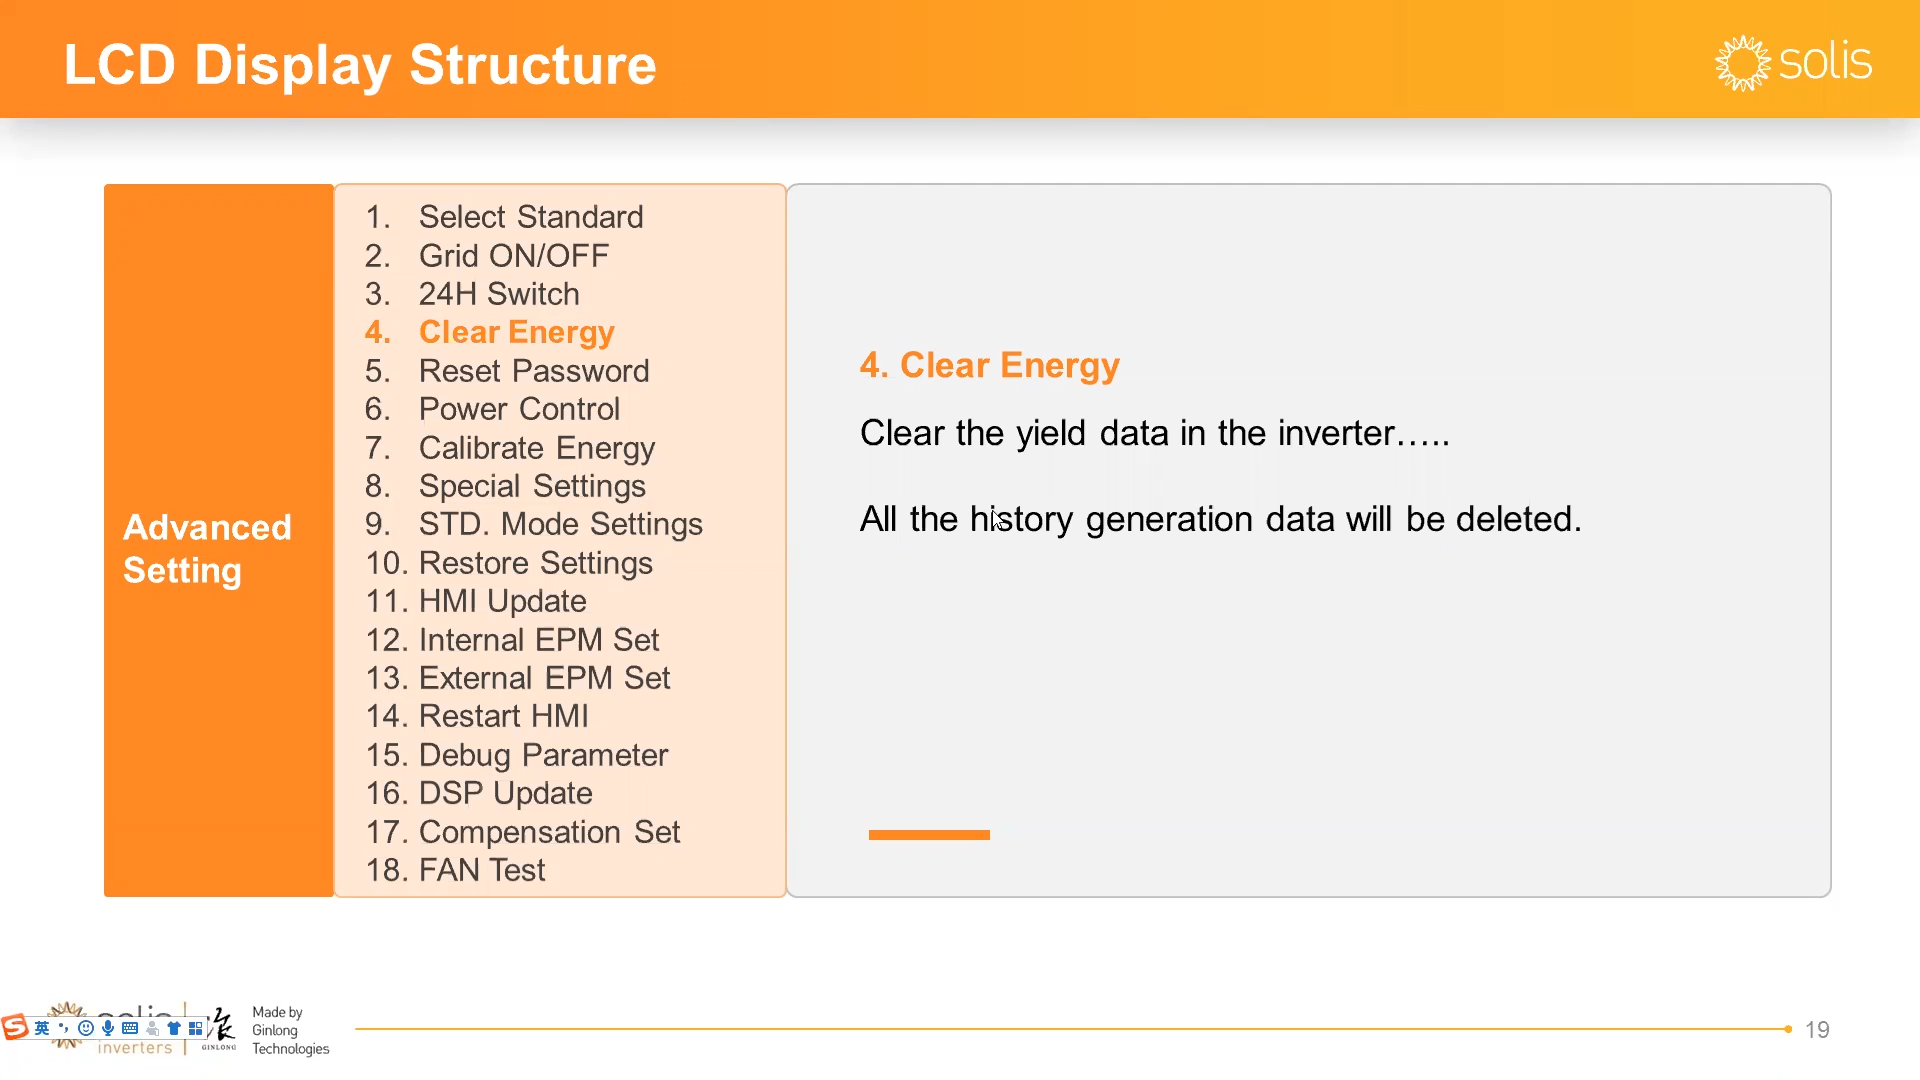 LCD Display Structure
solis
Advanced
Setting
1. Select Standard
2. Grid ON/OFF
3. 24H Switch
4. Clear Energy
5. Reset Password
6. Power Control
7. Calibrate Energy
8. Special Settings
9. STD. Mode Settings
10. Restore Settings
11. HMI Update
12. Internal EPM Set
13. External EPM Set
14. Restart HMI
15. Debug Parameter
16. DSP Update
17. Compensation Set
18. FAN Test
4. Clear Energy
Clear the yield data in the inverter…..
All the history generation data will be deleted.
英
inverters
GINLONG
Made by
Ginlong
Technologies
19